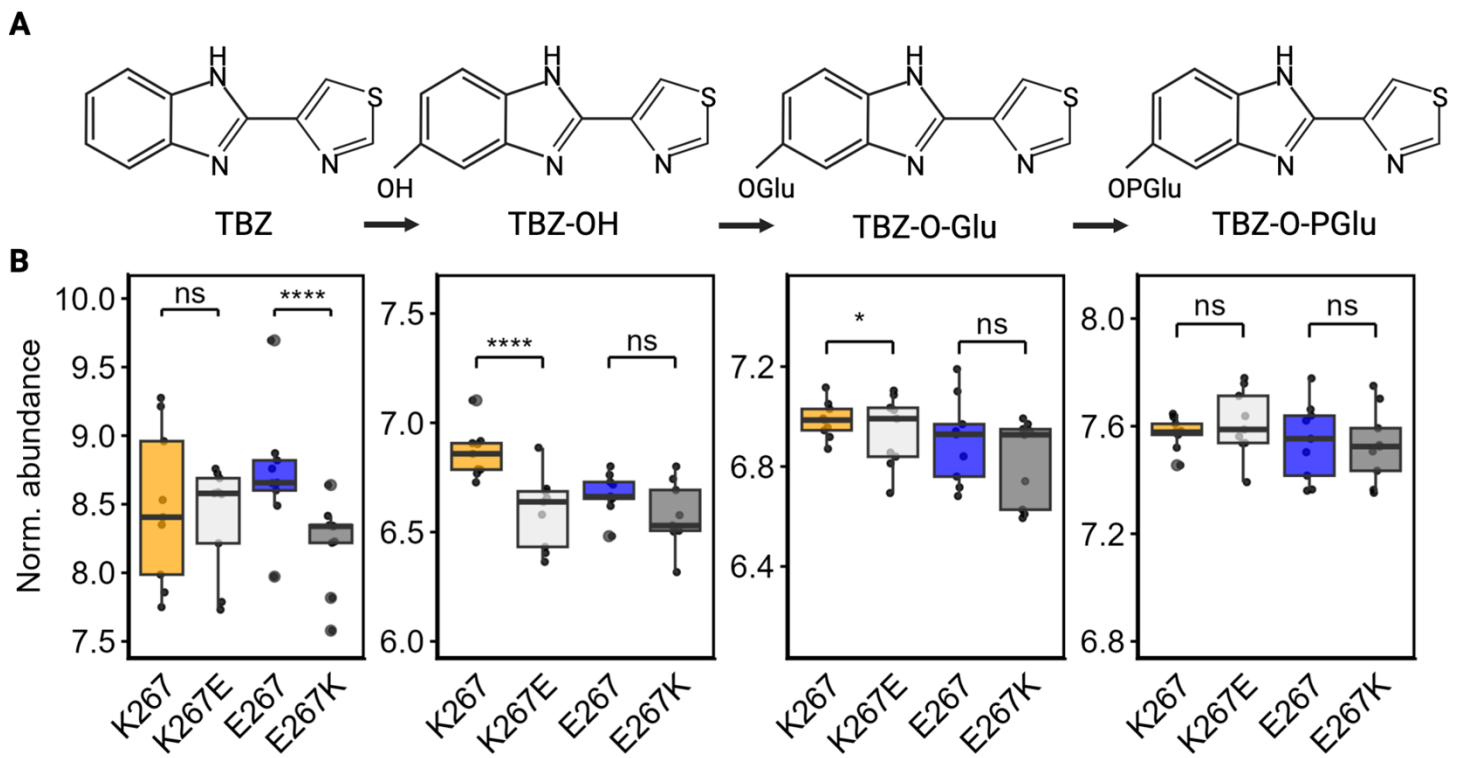 A
H
N
N
S
N
TBZ
H
N
N
S
N
OH
TBZ-OH
H
N
N
S
N
OGlu
TBZ-O-Glu
H
N
N
S
N
OPGlu
TBZ-O-PGlu
B
Norm. abundance
10.0
9.5
9.0
8.5
8.0
7.5
ns
****
K267
K267E
E267
E267K
7.5
7.0
6.5
6.0
****
ns
K267
K267E
E267
E267K
7.2
6.8
6.4
*
ns
K267
K267E
E267
E267K
8.0
7.6
7.2
6.8
ns
ns
K267
K267E
E267
E267K